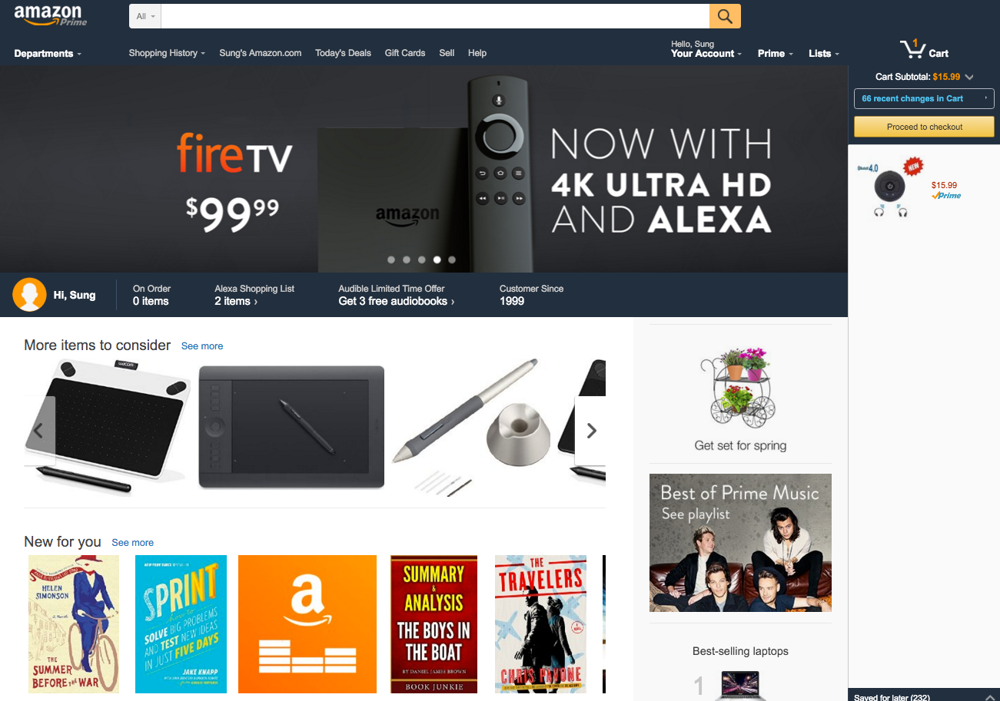 amazon
Prime
All
Departments
Shopping History
Sung's Amazon.com
Today's Deals
Gift Cards
Sell
Help
Hello, Sung
Your Account
Prime
Lists
1
Cart
Cart Subtotal: $15.99
66 recent changes in Cart
Proceed to checkout
fireTV
$99 99
amazon
NOW WITH
4K ULTRA HD
AND ALEXA
4.0
NEW
$15.99
Prime
Hi, Sung
On Order
0 items
Alexa Shopping List
2 items ›
Audible Limited Time Offer
Get 3 free audiobooks ›
Customer Since
1999
More items to consider
See more
wacom
Get set for spring
Best of Prime Music
See playlist
New for you
See more
HELEN
SIMONSON
THE
SUMMER
BEFORE THE WAR
SPRINT
how to
SOLVE BIG PROBLEMS
AND TEST NEW IDEAS
IN JUST FIVE DAYS
JAKE KNAPP
a
SUMMARY
&
ANALYSIS
THE BOYS IN
THE BOAT
BY DANIEL JAMES BROWN
BOOK JUNKIE
THE
TRAVELERS
CHRIS PAVONE
Best-selling laptops
1
Saved for later (232)